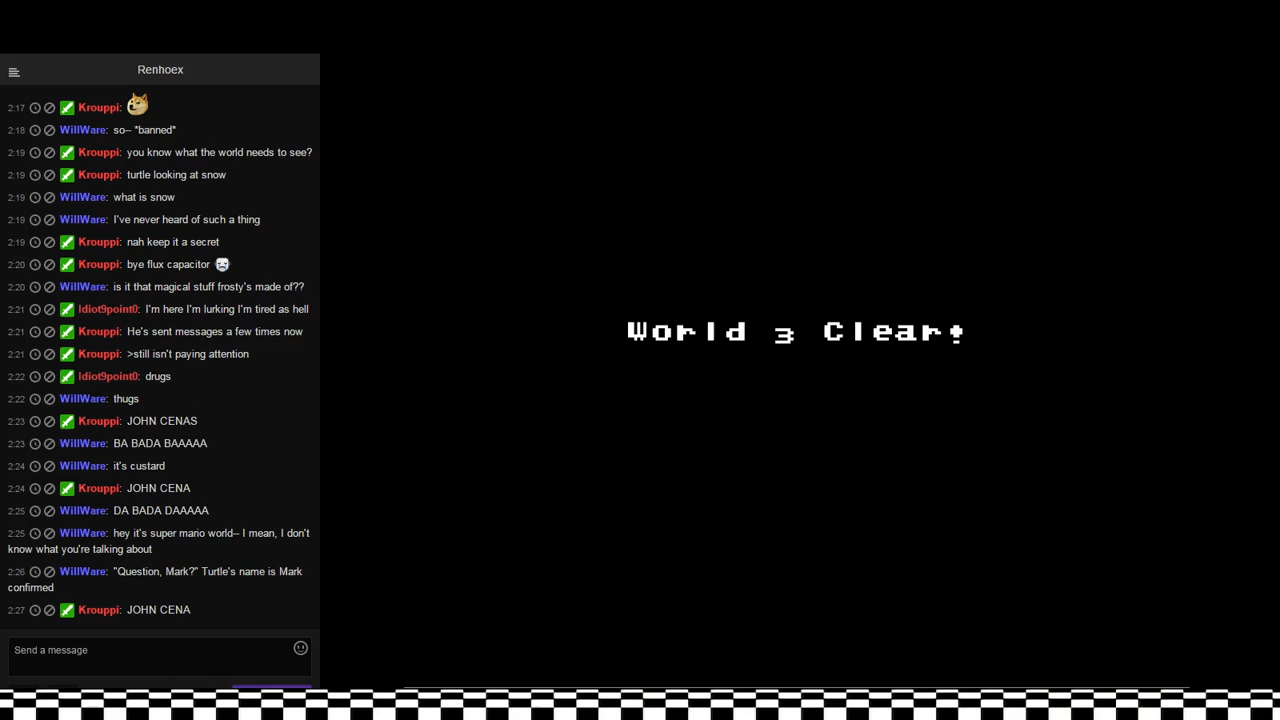 Renhoex
2:17 Krouppi:
2:18 WillWare: so-- *banned*
2:19 Krouppi: you know what the world needs to see?
2:19 Krouppi: turtle looking at snow
2:19 WillWare: what is snow
2:19 WillWare: I've never heard of such a thing
2:19 Krouppi: nah keep it a secret
2:20 Krouppi: bye flux capacitor
2:20 WillWare: is it that magical stuff frosty's made of??
2:21 Idiot9point0: I'm here I'm lurking I'm tired as hell
2:21 Krouppi: He's sent messages a few times now
2:21 Krouppi: >still isn't paying attention
2:22 Idiot9point0: drugs
2:22 WillWare: thugs
2:23 Krouppi: JOHN CENAS
2:23 WillWare: BA BADA BAAAAA
2:24 WillWare: it's custard
2:24 Krouppi: JOHN CENA
2:25 WillWare: DA BADA DAAAAA
2:25 WillWare: hey it's super mario world-- I mean, I don't
know what you're talking about
2:26 WillWare: "Question, Mark?" Turtle's name is Mark
confirmed
2:27 Krouppi: JOHN CENA
Send a message
World 3 Clear!